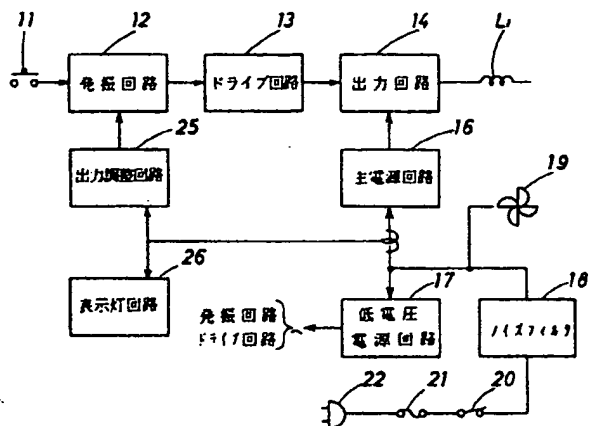 11
12
13
14
L₁
発振回路
ドライブ回路
出力回路
25
16
出力調整回路
主電源回路
19
26
17
18
表示灯回路
発振回路
ドライブ回路
低電圧
電源回路
ノイズフィルタ
22
21
20